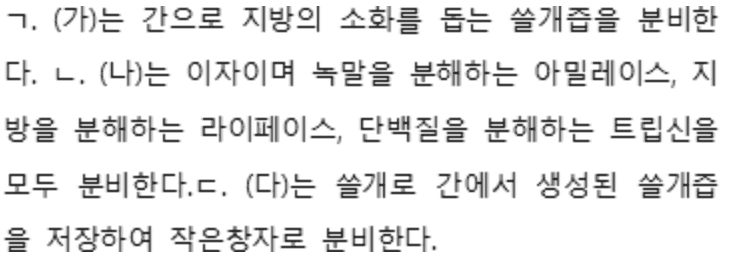 ㄱ. (가)는 간으로 지방의 소화를 돕는 쓸개즙을 분비한
다. ㄴ. (나)는 이자이며 녹말을 분해하는 아밀레이스, 지
방을 분해하는 라이페이스, 단백질을 분해하는 트립신을
모두 분비한다.ㄷ. (다)는 쓸개로 간에서 생성된 쓸개즙
을 저장하여 작은창자로 분비한다.